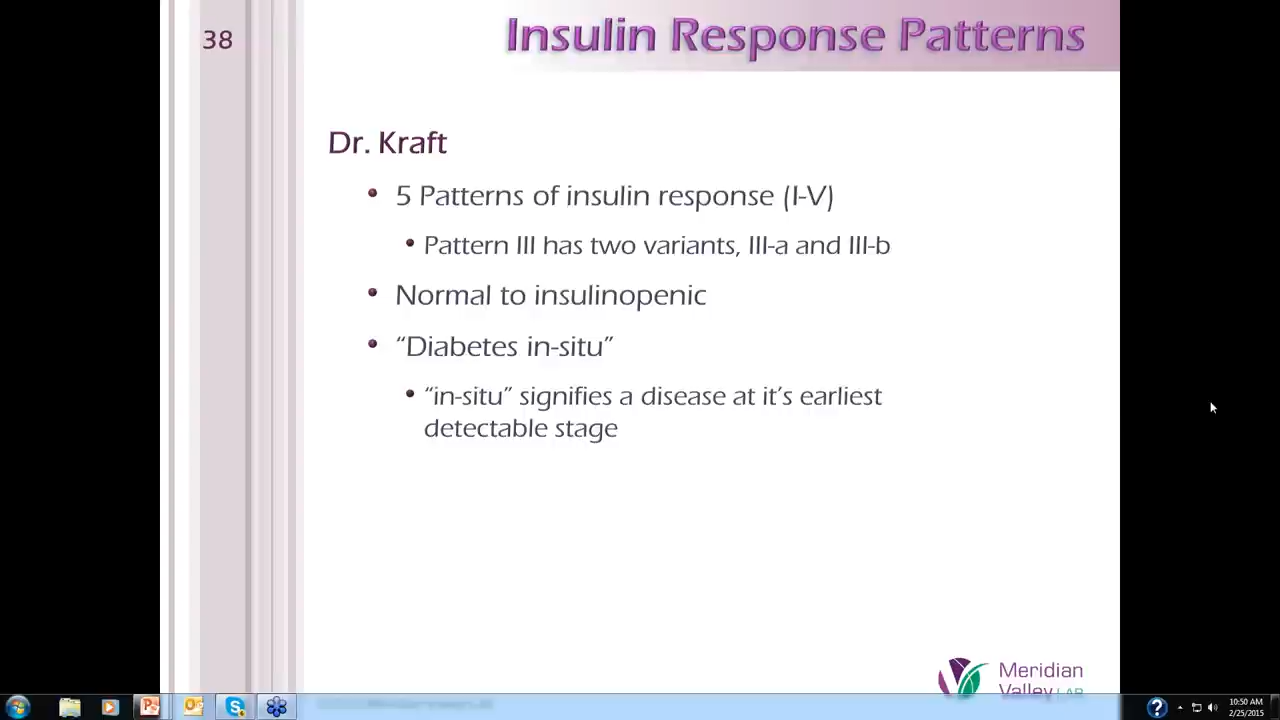 38
Insulin Response Patterns
Dr. Kraft
5 Patterns of insulin response (I-V)
Pattern III has two variants, III-a and III-b
Normal to insulinopenic
“Diabetes in-situ”
“in-situ” signifies a disease at it’s earliest
detectable stage
Meridian
Valley LAB
10:50 AM
2/25/2015